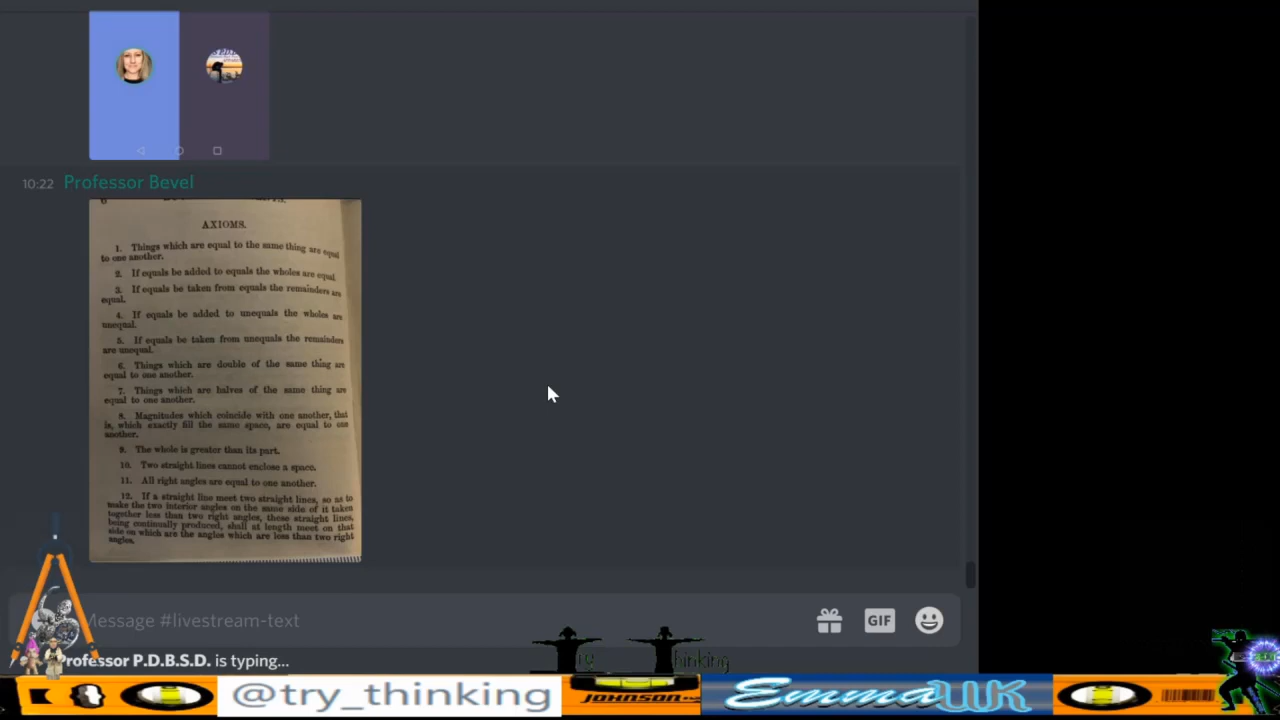 10:22 Professor Bevel
6
AXIOMS.
1. Things which are equal to the same thing are equal
to one another.
2. If equals be added to equals the wholes are equal.
3. If equals be taken from equals the remainders are
equal.
4. If equals be added to unequals the wholes are
unequal.
5. If equals be taken from unequals the remainders
are unequal.
6. Things which are double of the same thing are
equal to one another.
7. Things which are halves of the same thing are
equal to one another.
8. Magnitudes which coincide with one another, that
is, which exactly fill the same space, are equal to one
another.
9. The whole is greater than its part.
10. Two straight lines cannot enclose a space.
11. All right angles are equal to one another.
12. If a straight line meet two straight lines, so as to
make the two interior angles on the same side of it taken
together less than two right angles, these straight lines,
being continually produced, shall at length meet on that
side on which are the angles which are less than two right
angles.
Message #livestream-text
GIF
Professor P.D.B.S.D. is typing...
hinking
@try_thinking
JOHNSON
EmmaUK